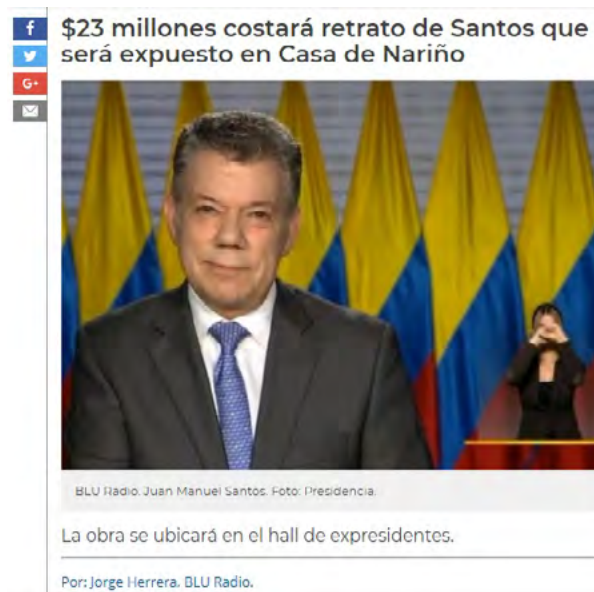 $23 millones costará retrato de Santos que
será expuesto en Casa de Nariño
f
G+
BLU Radio. Juan Manuel Santos. Foto: Presidencia.
La obra se ubicará en el hall de expresidentes.
Por: Jorge Herrera. BLU Radio.